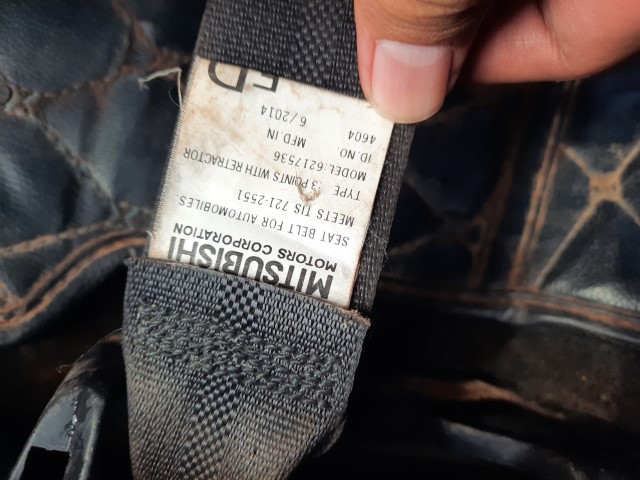 MITSUBISHI
MOTORS CORPORATION
SEAT BELT FOR AUTOMOBILES.
MEETS TIS 721-2551
TYPE :3 POINTS WITH RETRACTOR
MODEL:6217536
ID.NO. MFD.IN
4604 6/2014